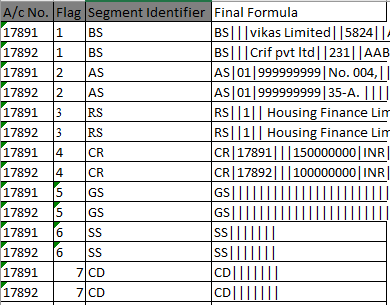 A/c No. Flag Segment Identifier Final Formula
17891 1 BS BS|||vikas Limited||5824||A
17892 1 BS BS|||Crif pvt ltd||231||AAB
17891 2 AS AS|01|999999999|No. 004,||
17892 2 AS AS|01|999999999|35-A. ||||
17891 3 RS RS||1|| Housing Finance Lim
17892 3 RS RS||1|| Housing Finance Lim
17891 4 CR CR|17891|||150000000|INR|
17892 4 CR CR|17892|||100000000|INR|
17891 5 GS GS||||||||||||||||||||||||
17892 5 GS GS||||||||||||||||||||||||
17891 6 SS SS|||||||
17892 6 SS SS|||||||
17891 7 CD CD|||||||
17892 7 CD CD|||||||